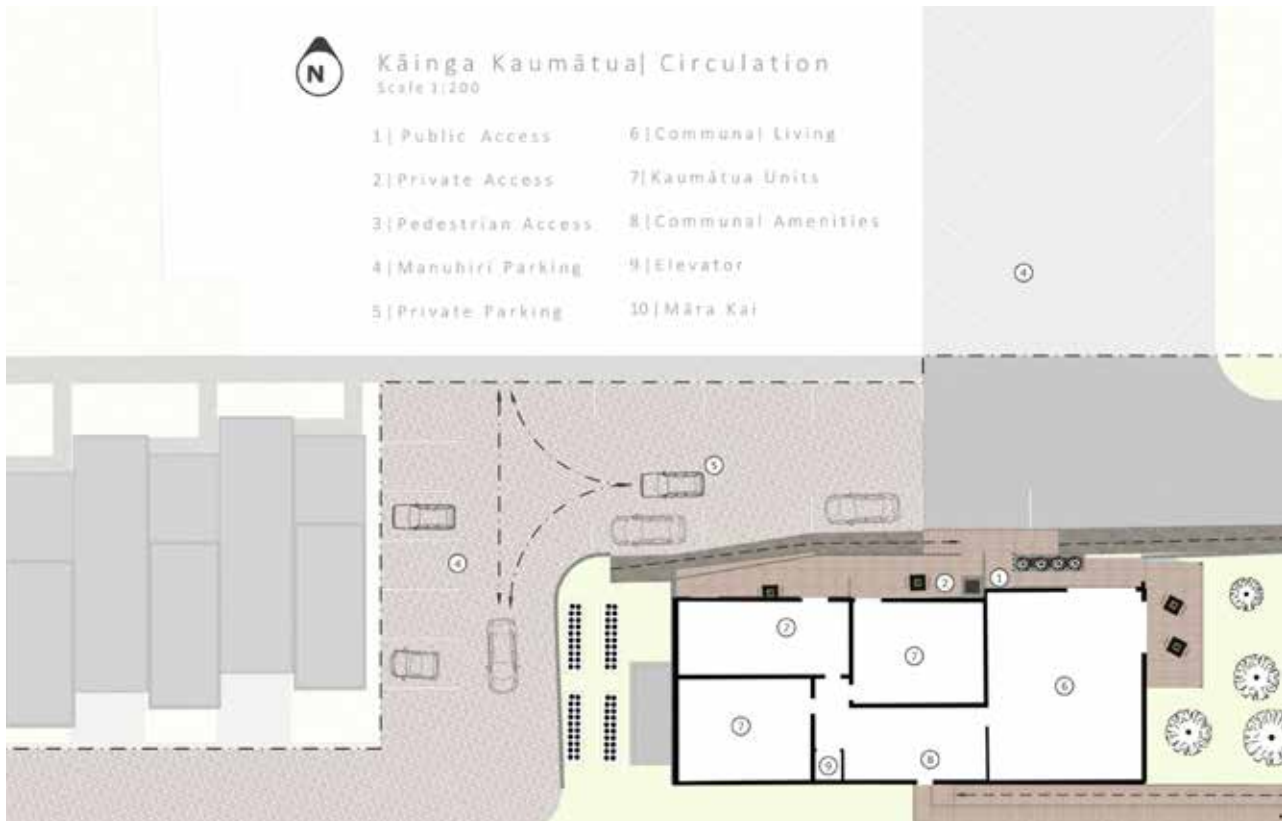 N
Kāinga Kaumātua| Circulation
Scale 1:200
1| Public Access
2| Private Access
3| Pedestrian Access
4| Manuhiri Parking
5| Private Parking
6| Communal Living
7| Kaumātua Units
8| Communal Amenities
9| Elevator
10| Māra Kai
4
5
4
2
1
7
7
6
7
9
8